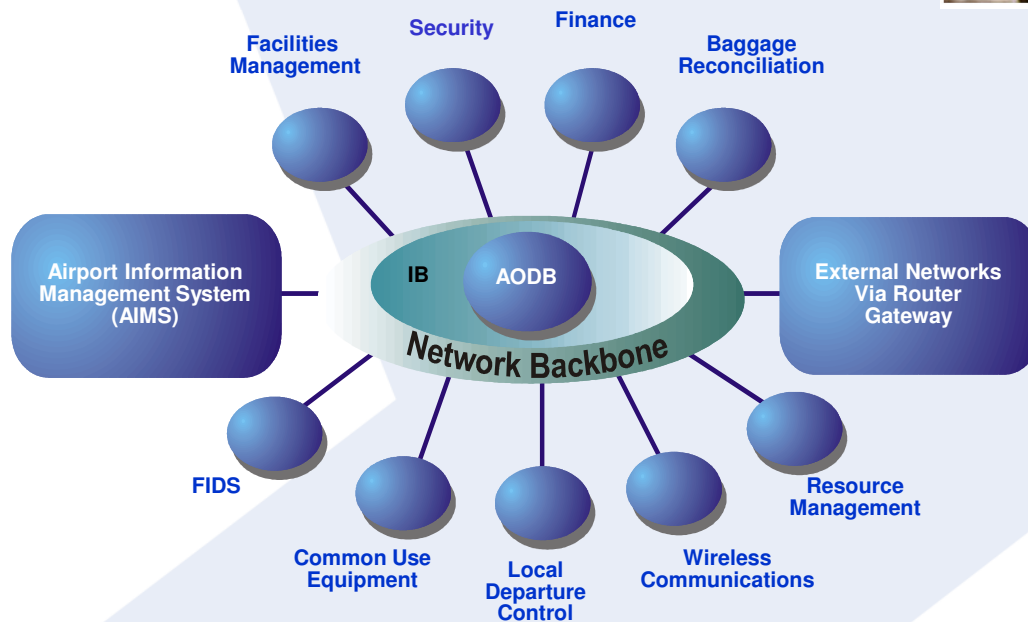 Facilities
Management
Security
Finance
Baggage
Reconciliation
Airport Information
Management System
(AIMS)
IB
AODB
Network Backbone
External Networks
Via Router
Gateway
FIDS
Common Use
Equipment
Local
Departure
Control
Wireless
Communications
Resource
Management